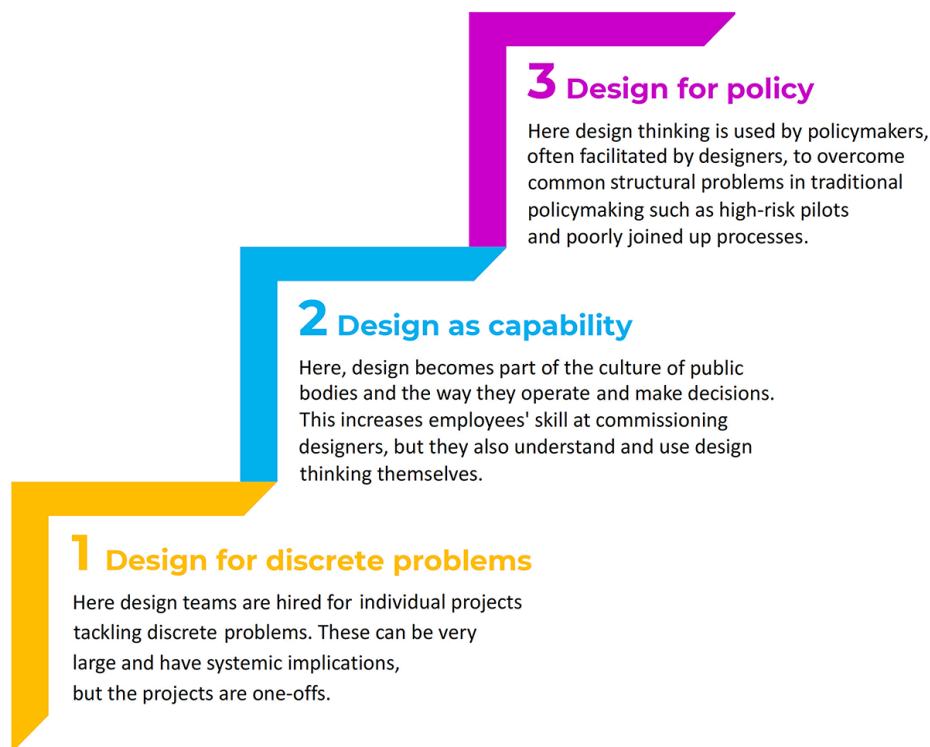 3 Design for policy
Here design thinking is used by policymakers,
often facilitated by designers, to overcome
common structural problems in traditional
policymaking such as high-risk pilots
and poorly joined up processes.
2 Design as capability
Here, design becomes part of the culture of public
bodies and the way they operate and make decisions.
This increases employees' skill at commissioning
designers, but they also understand and use design
thinking themselves.
1 Design for discrete problems
Here design teams are hired for individual projects
tackling discrete problems. These can be very
large and have systemic implications,
but the projects are one-offs.